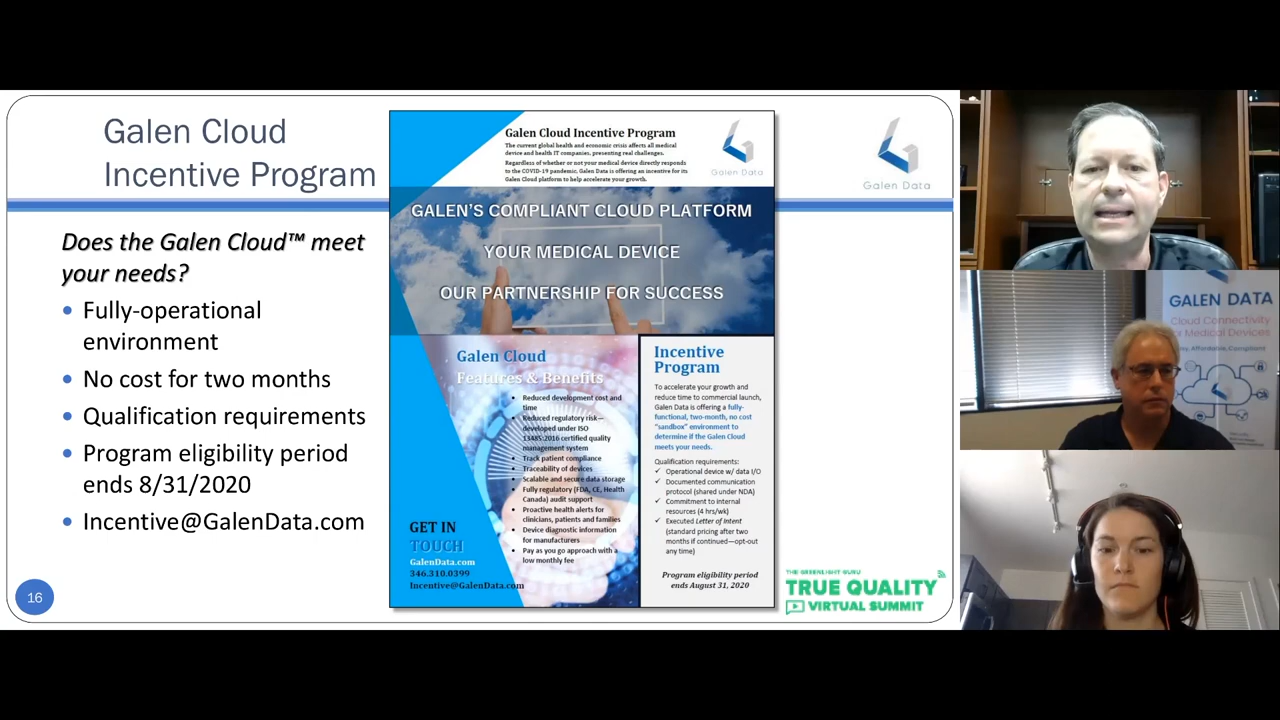 Galen Cloud
Incentive Program
Does the Galen Cloud™ meet
your needs?
• Fully-operational
environment
• No cost for two months
• Qualification requirements
• Program eligibility period
ends 8/31/2020
• Incentive@GalenData.com
16
Galen Cloud Incentive Program
The current global health and economic crisis affects all medical
device and health IT companies, presenting real challenges.
Regardless of whether or not your medical device directly responds
to the COVID-19 pandemic, Galen Data is offering an incentive for its
Galen Cloud platform to help accelerate your growth.
Galen Data
GALEN'S COMPLIANT CLOUD PLATFORM
YOUR MEDICAL DEVICE
OUR PARTNERSHIP FOR SUCCESS
Galen Cloud
Features & Benefits
• Reduced development cost and
time
• Reduced regulatory risk—
developed under ISO
13485:2016 certified quality
management system
• Track patient compliance
• Traceability of devices
• Scalable and secure data storage
• Fully regulatory (FDA, CE, Health
Canada) audit support
• Proactive health alerts for
clinicians, patients and families
• Device diagnostic information
for manufacturers
• Pay as you go approach with a
low monthly fee
GET IN
TOUCH
GalenData.com
346.310.0399
Incentive@GalenData.com
Incentive
Program
To accelerate your growth and
reduce time to commercial launch,
Galen Data is offering a fully-
functional, two-month, no cost
"sandbox" environment to
determine if the Galen Cloud
meets your needs.
Qualification requirements:
✓ Operational device w/ data I/O
✓ Documented communication
protocol (shared under NDA)
✓ Commitment to internal
resources (4 hrs/wk)
✓ Executed Letter of Intent
(standard pricing after two
months if continued—opt-out
any time)
Program eligibility period
ends August 31, 2020
Galen Data
THE GREENLIGHT GURU
TRUE QUALITY
VIRTUAL SUMMIT
GALEN DATA
Cloud Connectivity
Medical Devices
Affordable, Compliant